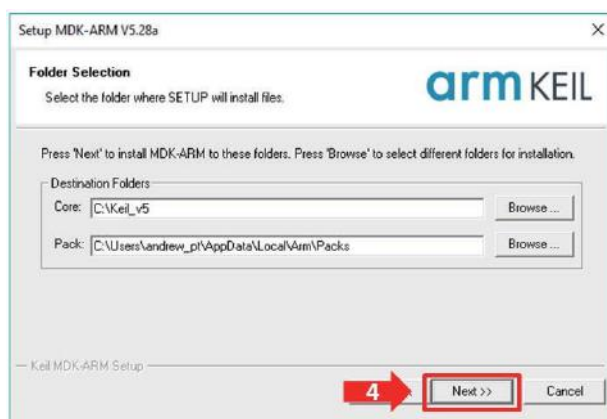 Setup MDK-ARM V5.28a
Folder Selection
Select the folder where SETUP will install files.
arm KEIL
Press 'Next' to install MDK-ARM to these folders. Press 'Browse' to select different folders for installation.
Destination Folders
Core: C:\Keil_v5 Browse ...
Pack: C:\Users\andrew_pt\AppData\Local\Arm\Packs Browse ...
Keil MDK-ARM Setup
4 Next >> Cancel